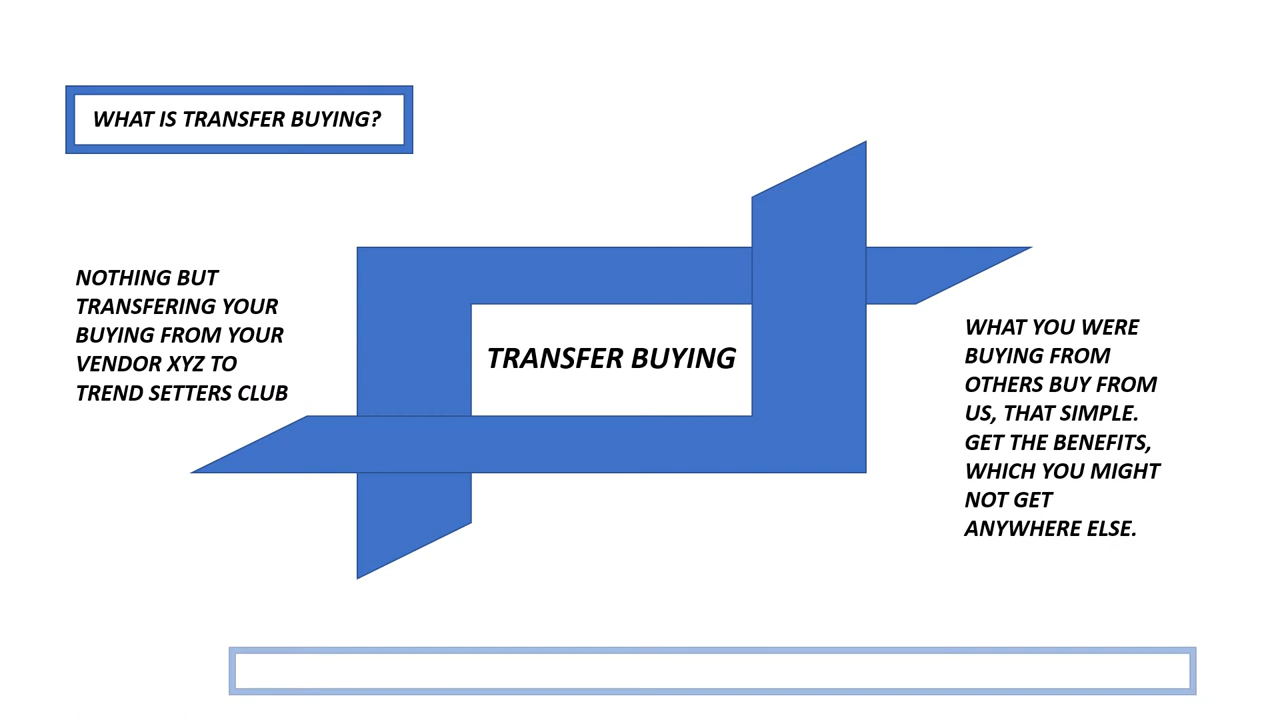 WHAT IS TRANSFER BUYING?
NOTHING BUT
TRANSFERING YOUR
BUYING FROM YOUR
VENDOR XYZ TO
TREND SETTERS CLUB
TRANSFER BUYING
WHAT YOU WERE
BUYING FROM
OTHERS BUY FROM
US, THAT SIMPLE.
GET THE BENEFITS,
WHICH YOU MIGHT
NOT GET
ANYWHERE ELSE.